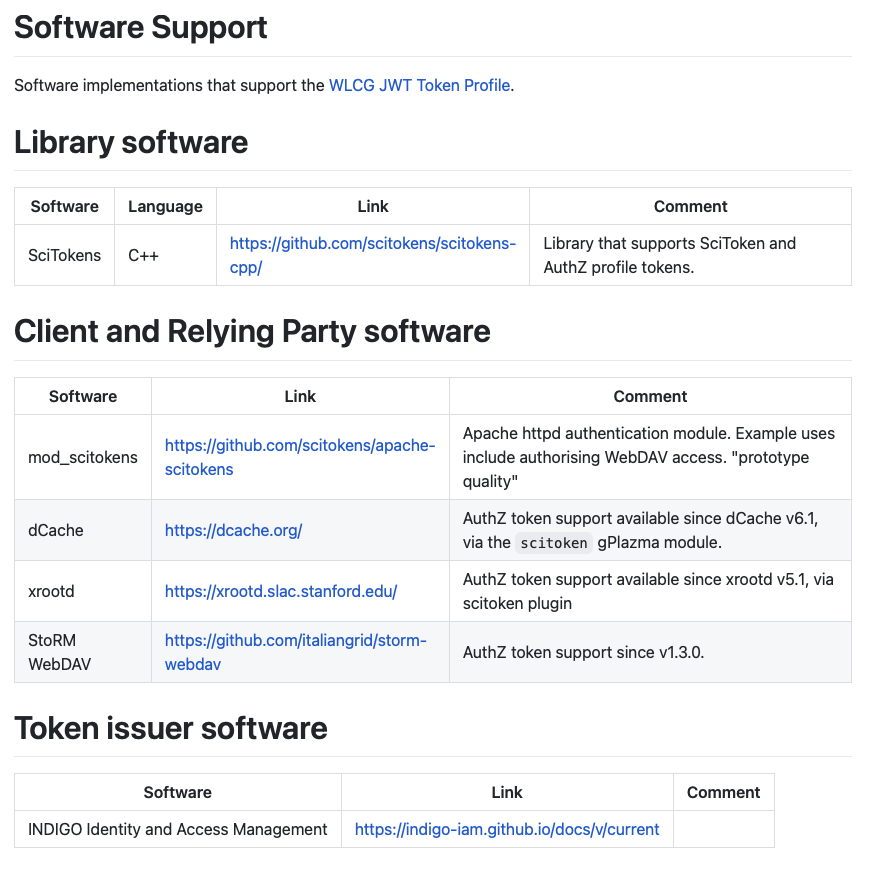 Software Support
Software implementations that support the WLCG JWT Token Profile.
Library software
Software Language Link Comment
SciTokens C++ https://github.com/scitokens/scitokens-
cpp/
Library that supports SciToken and
AuthZ profile tokens.
Client and Relying Party software
Software Link Comment
mod_scitokens
https://github.com/scitokens/apache-
scitokens
Apache httpd authentication module. Example uses
include authorising WebDAV access. "prototype
quality"
dCache
https://dcache.org/
AuthZ token support available since dCache v6.1,
via the scitoken gPlazma module.
xrootd
https://xrootd.slac.stanford.edu/
AuthZ token support available since xrootd v5.1, via
scitoken plugin
StoRM
WebDAV
https://github.com/italiangrid/storm-
webdav
AuthZ token support since v1.3.0.
Token issuer software
Software Link Comment
INDIGO Identity and Access Management https://indigo-iam.github.io/docs/v/current